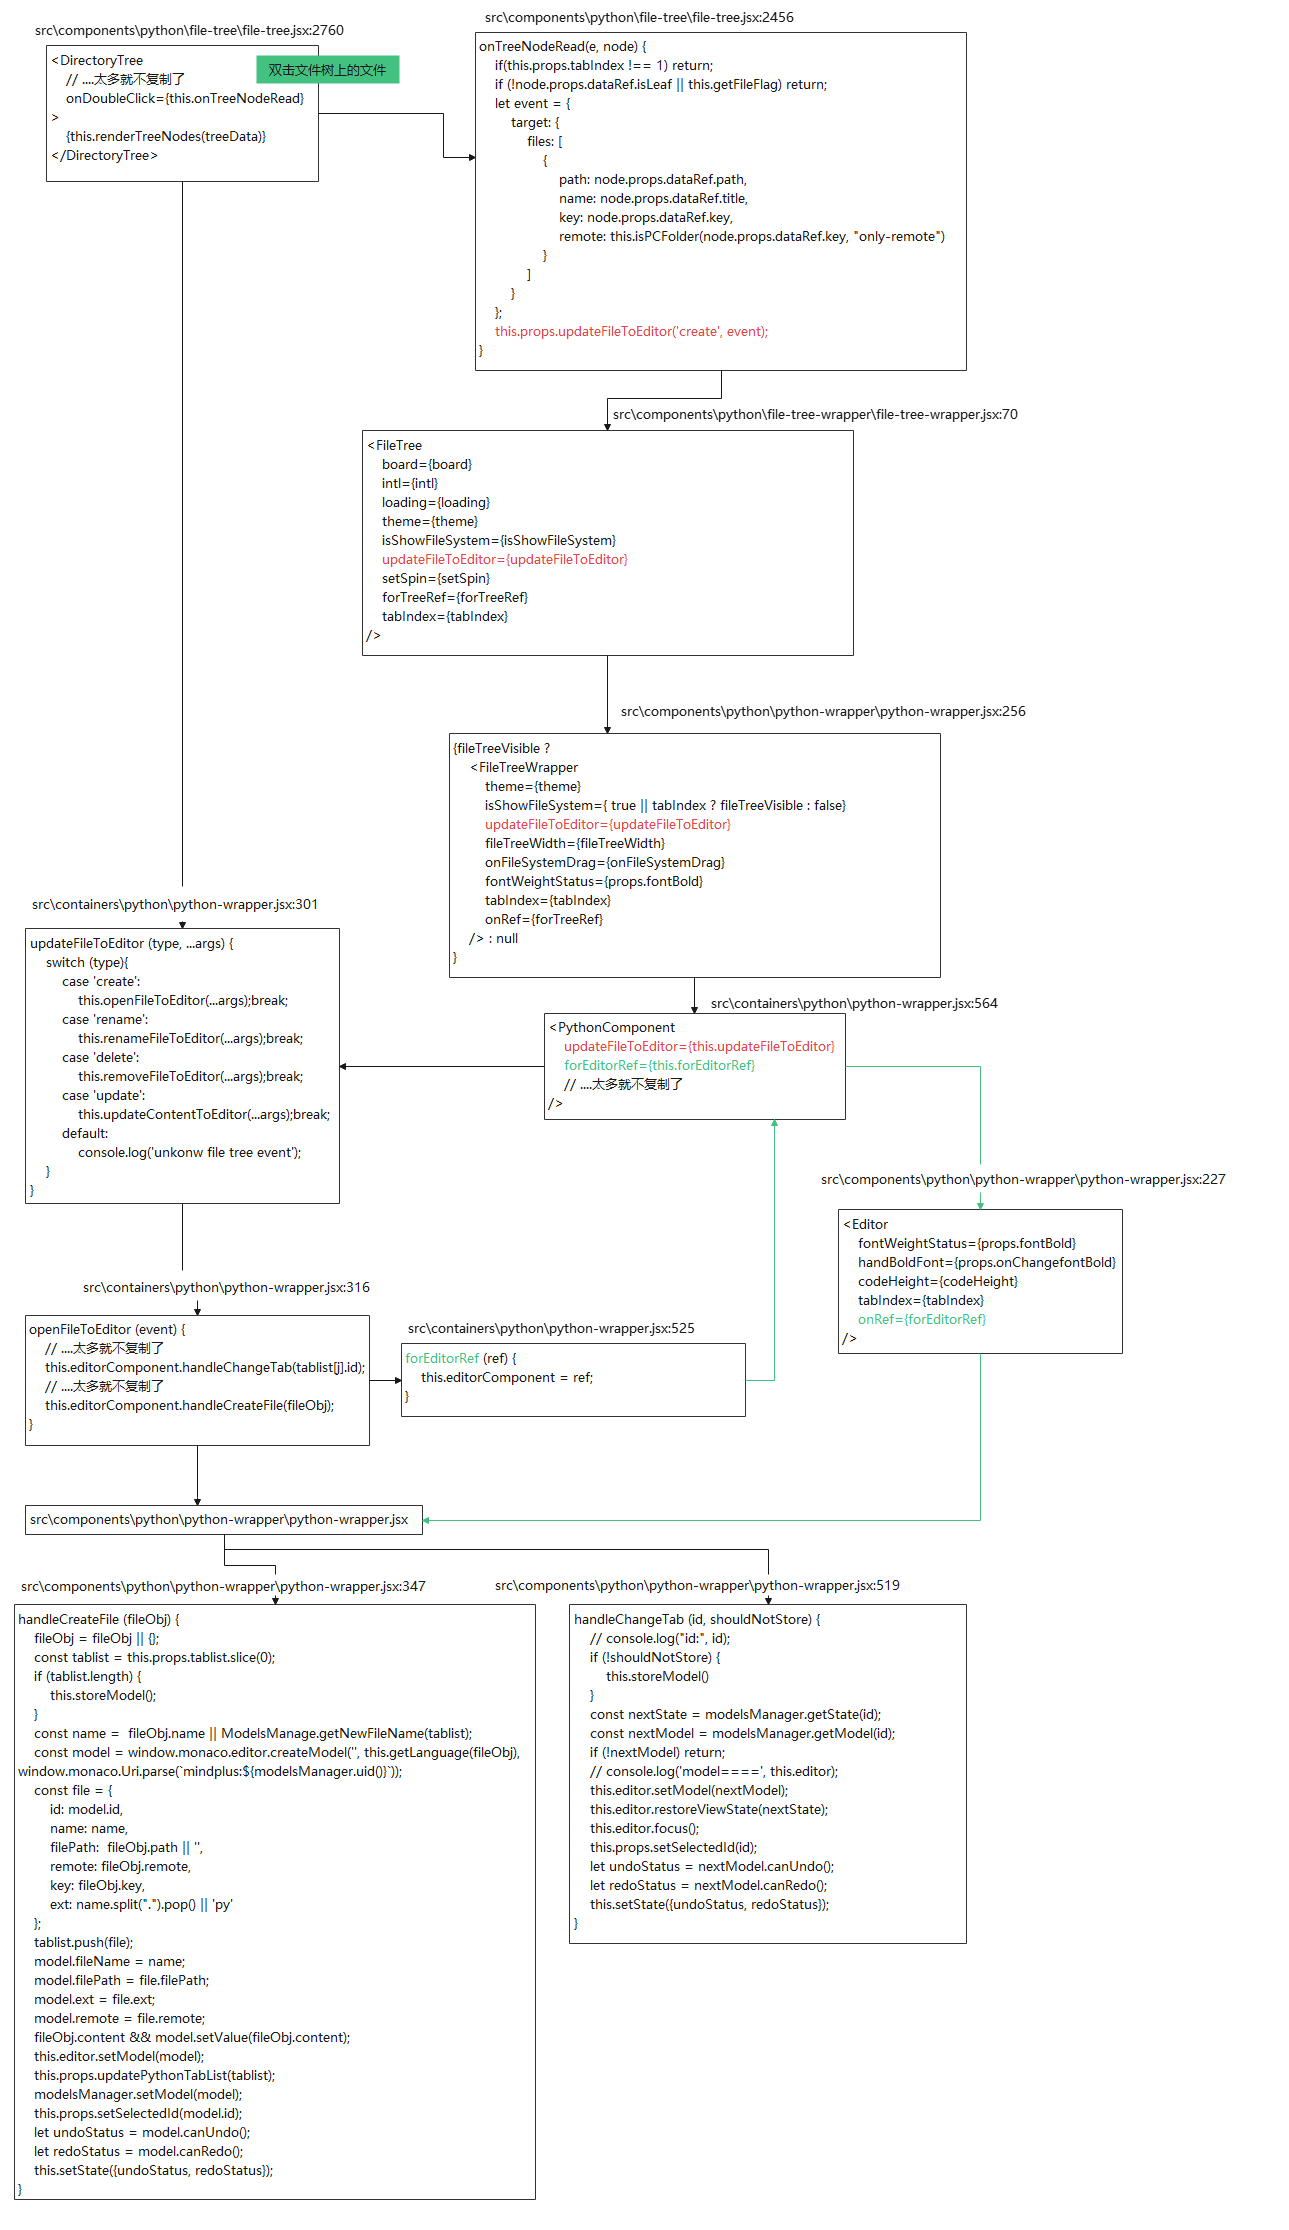 src\components\python\file-tree\file-tree.jsx:2760
<DirectoryTree
// ....太多就不复制了
onDoubleClick={this.onTreeNodeRead}
>
{this.renderTreeNodes(treeData)}
</DirectoryTree>
双击文件树上的文件
src\components\python\file-tree\file-tree.jsx:2456
onTreeNodeRead(e, node) {
if(this.props.tabIndex !== 1) return;
if (!node.props.dataRef.isLeaf || this.getFileFlag) return;
let event = {
target: {
files: [
{
path: node.props.dataRef.path,
name: node.props.dataRef.title,
key: node.props.dataRef.key,
remote: this.isPCFolder(node.props.dataRef.key, "only-remote")
}
]
}
};
this.props.updateFileToEditor('create', event);
}
src\components\python\file-tree-wrapper\file-tree-wrapper.jsx:70
<FileTree
board={board}
intl={intl}
loading={loading}
theme={theme}
isShowFileSystem={isShowFileSystem}
updateFileToEditor={updateFileToEditor}
setSpin={setSpin}
forTreeRef={forTreeRef}
tabIndex={tabIndex}
/>
src\components\python\python-wrapper\python-wrapper.jsx:256
{fileTreeVisible ?
<FileTreeWrapper
theme={theme}
isShowFileSystem={ true || tabIndex ? fileTreeVisible : false}
updateFileToEditor={updateFileToEditor}
fileTreeWidth={fileTreeWidth}
onFileSystemDrag={onFileSystemDrag}
fontWeightStatus={props.fontBold}
tabIndex={tabIndex}
onRef={forTreeRef}
/> : null
}
src\containers\python\python-wrapper.jsx:301
updateFileToEditor (type, ...args) {
switch (type){
case 'create':
this.openFileToEditor(...args);break;
case 'rename':
this.renameFileToEditor(...args);break;
case 'delete':
this.removeFileToEditor(...args);break;
case 'update':
this.updateContentToEditor(...args);break;
default:
console.log('unkonw file tree event');
}
}
src\containers\python\python-wrapper.jsx:564
<PythonComponent
updateFileToEditor={this.updateFileToEditor}
forEditorRef={this.forEditorRef}
// ....太多就不复制了
/>
src\components\python\python-wrapper\python-wrapper.jsx:227
<Editor
fontWeightStatus={props.fontBold}
handBoldFont={props.onChangefontBold}
codeHeight={codeHeight}
tabIndex={tabIndex}
onRef={forEditorRef}
/>
src\containers\python\python-wrapper.jsx:316
openFileToEditor (event) {
// ....太多就不复制了
this.editorComponent.handleChangeTab(tablist[j].id);
// ....太多就不复制了
this.editorComponent.handleCreateFile(fileObj);
}
src\containers\python\python-wrapper.jsx:525
forEditorRef (ref) {
this.editorComponent = ref;
}
src\components\python\python-wrapper\python-wrapper.jsx
src\components\python\python-wrapper\python-wrapper.jsx:347
handleCreateFile (fileObj) {
fileObj = fileObj || {};
const tablist = this.props.tablist.slice(0);
if (tablist.length) {
this.storeModel();
}
const name =  fileObj.name || ModelsManage.getNewFileName(tablist);
const model = window.monaco.editor.createModel('', this.getLanguage(fileObj),
window.monaco.Uri.parse(`mindplus:${modelsManager.uid()}`));
const file = {
id: model.id,
name: name,
filePath:  fileObj.path || '',
remote: fileObj.remote,
key: fileObj.key,
ext: name.split(".").pop() || 'py'
};
tablist.push(file);
model.fileName = name;
model.filePath = file.filePath;
model.ext = file.ext;
model.remote = file.remote;
fileObj.content && model.setValue(fileObj.content);
this.editor.setModel(model);
this.props.updatePythonTabList(tablist);
modelsManager.setModel(model);
this.props.setSelectedId(model.id);
let undoStatus = model.canUndo();
let redoStatus = model.canRedo();
this.setState({undoStatus, redoStatus});
}
src\components\python\python-wrapper\python-wrapper.jsx:519
handleChangeTab (id, shouldNotStore) {
// console.log("id:", id);
if (!shouldNotStore) {
this.storeModel()
}
const nextState = modelsManager.getState(id);
const nextModel = modelsManager.getModel(id);
if (!nextModel) return;
// console.log('model====', this.editor);
this.editor.setModel(nextModel);
this.editor.restoreViewState(nextState);
this.editor.focus();
this.props.setSelectedId(id);
let undoStatus = nextModel.canUndo();
let redoStatus = nextModel.canRedo();
this.setState({undoStatus, redoStatus});
}